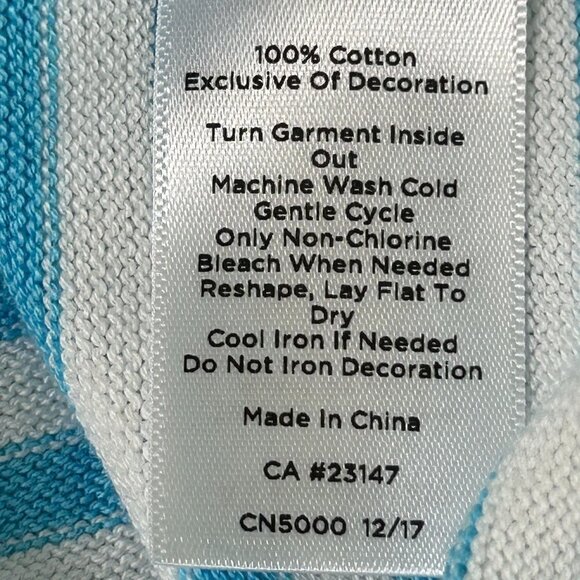 100% Cotton
Exclusive Of Decoration
Turn Garment Inside
Out
Machine Wash Cold
Gentle Cycle
Only Non-Chlorine
Bleach When Needed
Reshape, Lay Flat To
Dry
Cool Iron If Needed
Do Not Iron Decoration
Made In China
CA #23147
CN5000 12/17